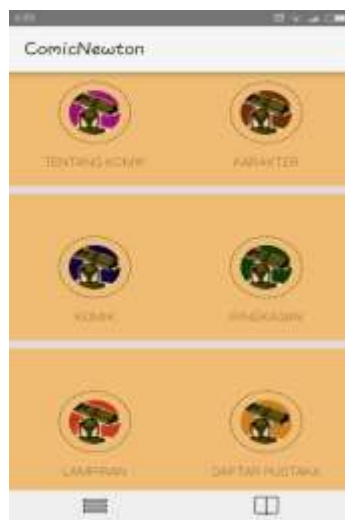 ComicNewton
TENTANG KOMIK
KARAKTER
KOMIK
RINGKASAN
LAMPIRAN
DAFTAR PUSTAKA